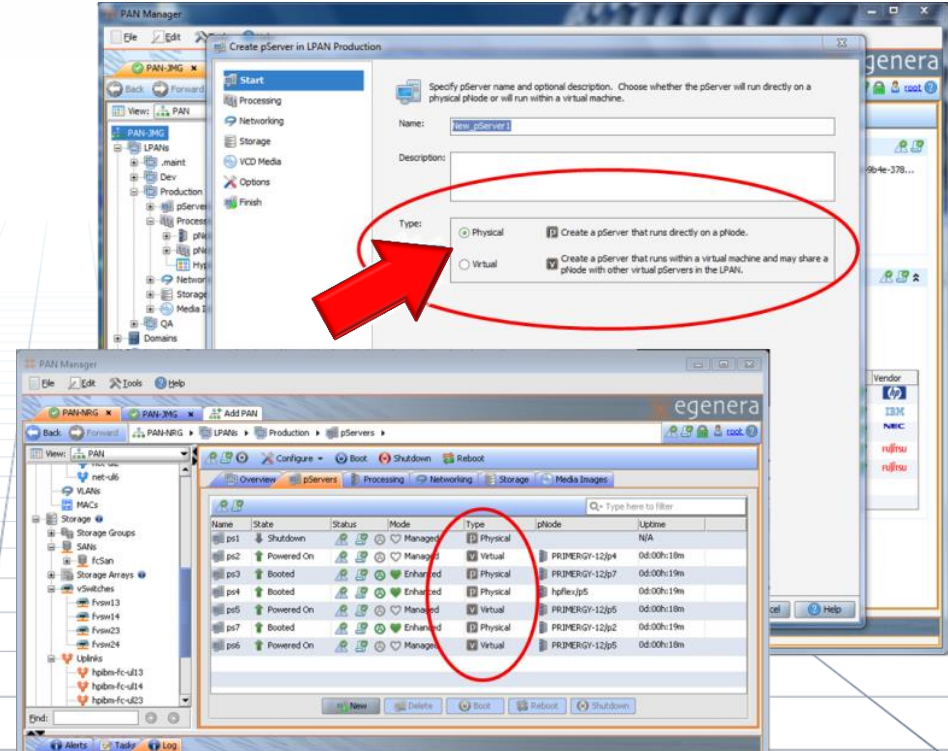 PAN Manager
File Edit
Create pServer in LPAN Production
egenera
PAN-JMG
Back Forward
root
View: PAN
PAN-JMG
LPANs
.maint
Dev
Production
QA
Domains
Start
Processing
Networking
Storage
VCD Media
Options
Finish
Specify pServer name and optional description. Choose whether the pServer will run directly on a physical pNode or will run within a virtual machine.
Name: New_pServer1
Description:
Type:
Physical P Create a pServer that runs directly on a pNode.
Virtual V Create a pServer that runs within a virtual machine and may share a pNode with other virtual pServers in the LPAN.
9b4e-378...
Vendor
hp
IBM
NEC
FUJITSU
FUJITSU
Help
PAN Manager
File Edit Tools Help
PAN-NRG PAN-JMG Add PAN
egenera
Back Forward PAN-NRG LPANs Production pServers
root
View: PAN
Configure Boot Shutdown Reboot
Overview pServers Processing Networking Storage Media Images
net-ul6
VLANs
MACs
Storage
Storage Groups
SANs
fcSan
Storage Arrays
vSwitches
fvsw13
fvsw14
fvsw23
fvsw24
Uplinks
hpibm-fc-ul13
hpibm-fc-ul14
hpibm-fc-ul23
Find:
Type here to filter
Name State Status Mode Type pNode Uptime
ps1 Shutdown Managed P Physical N/A
ps2 Powered On Managed V Virtual PRIMERGY-12/p4 0d:00h:18m
ps3 Booted Enhanced P Physical PRIMERGY-12/p7 0d:00h:19m
ps4 Booted Enhanced P Physical hpflex/p5 0d:00h:19m
ps5 Powered On Managed V Virtual PRIMERGY-12/p5 0d:00h:18m
ps7 Booted Enhanced P Physical PRIMERGY-12/p2 0d:00h:19m
ps6 Powered On Managed V Virtual PRIMERGY-12/p5 0d:00h:18m
New Delete Boot Reboot Shutdown
Alerts Tasks Log